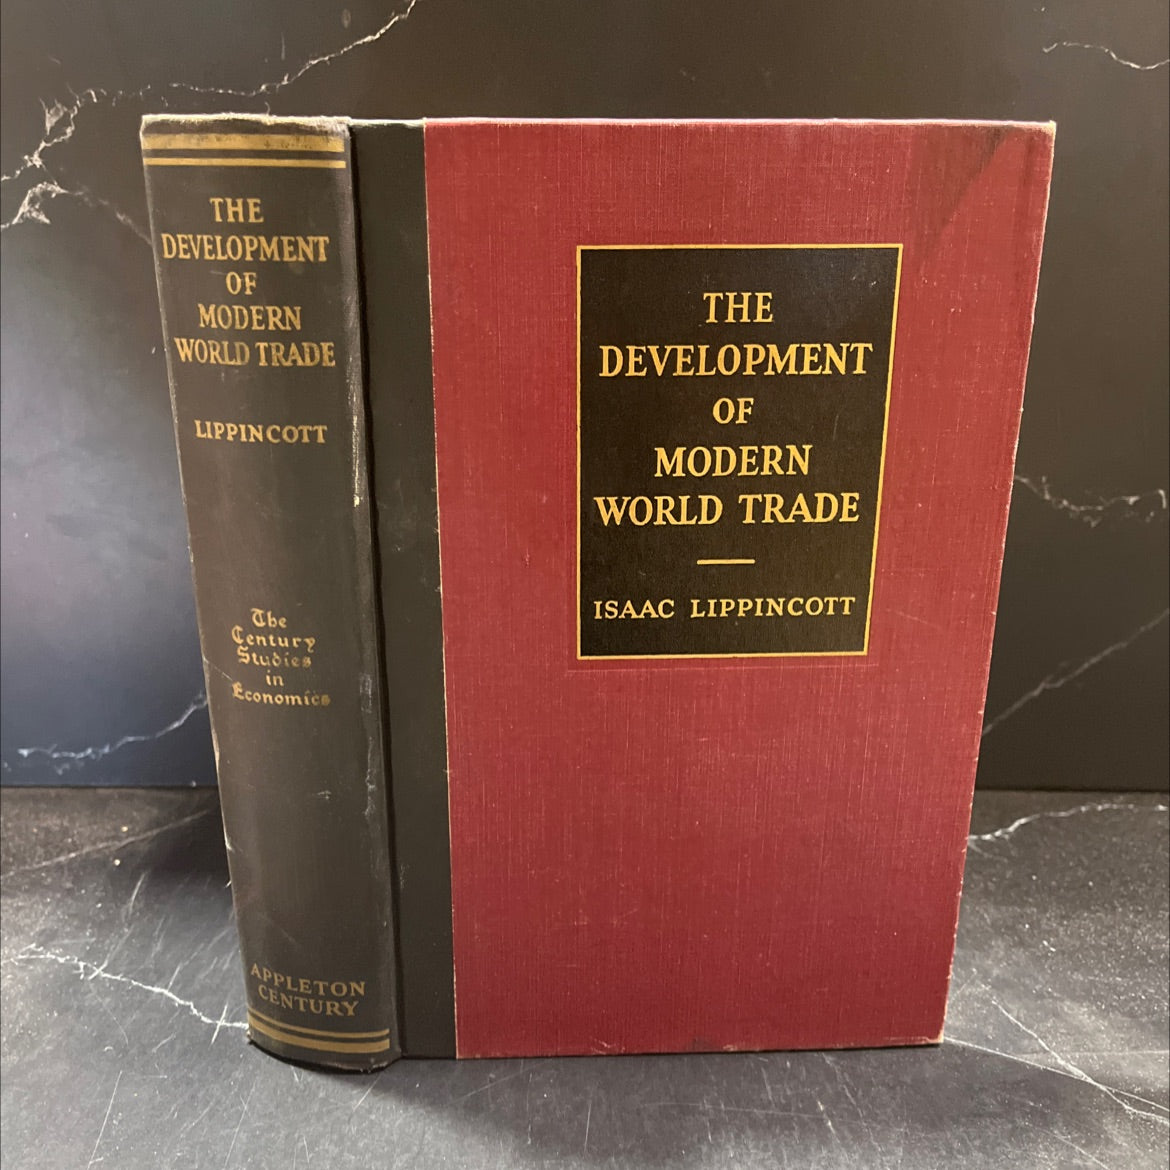 THE
DEVELOPMENT
OF
MODERN
WORLD TRADE
LIPPINCOTT
The
Century
Studies
in
Economics
APPLETON
CENTURY
THE
DEVELOPMENT
OF
MODERN
WORLD TRADE
ISAAC LIPPINCOTT